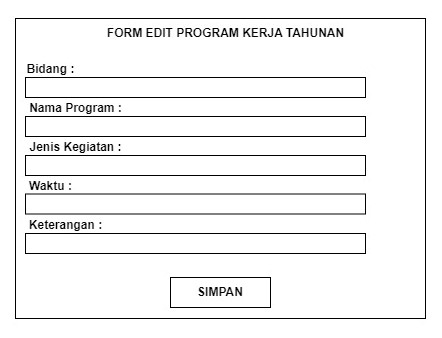 FORM EDIT PROGRAM KERJA TAHUNAN
Bidang :
Nama Program :
Jenis Kegiatan :
Waktu :
Keterangan :
SIMPAN